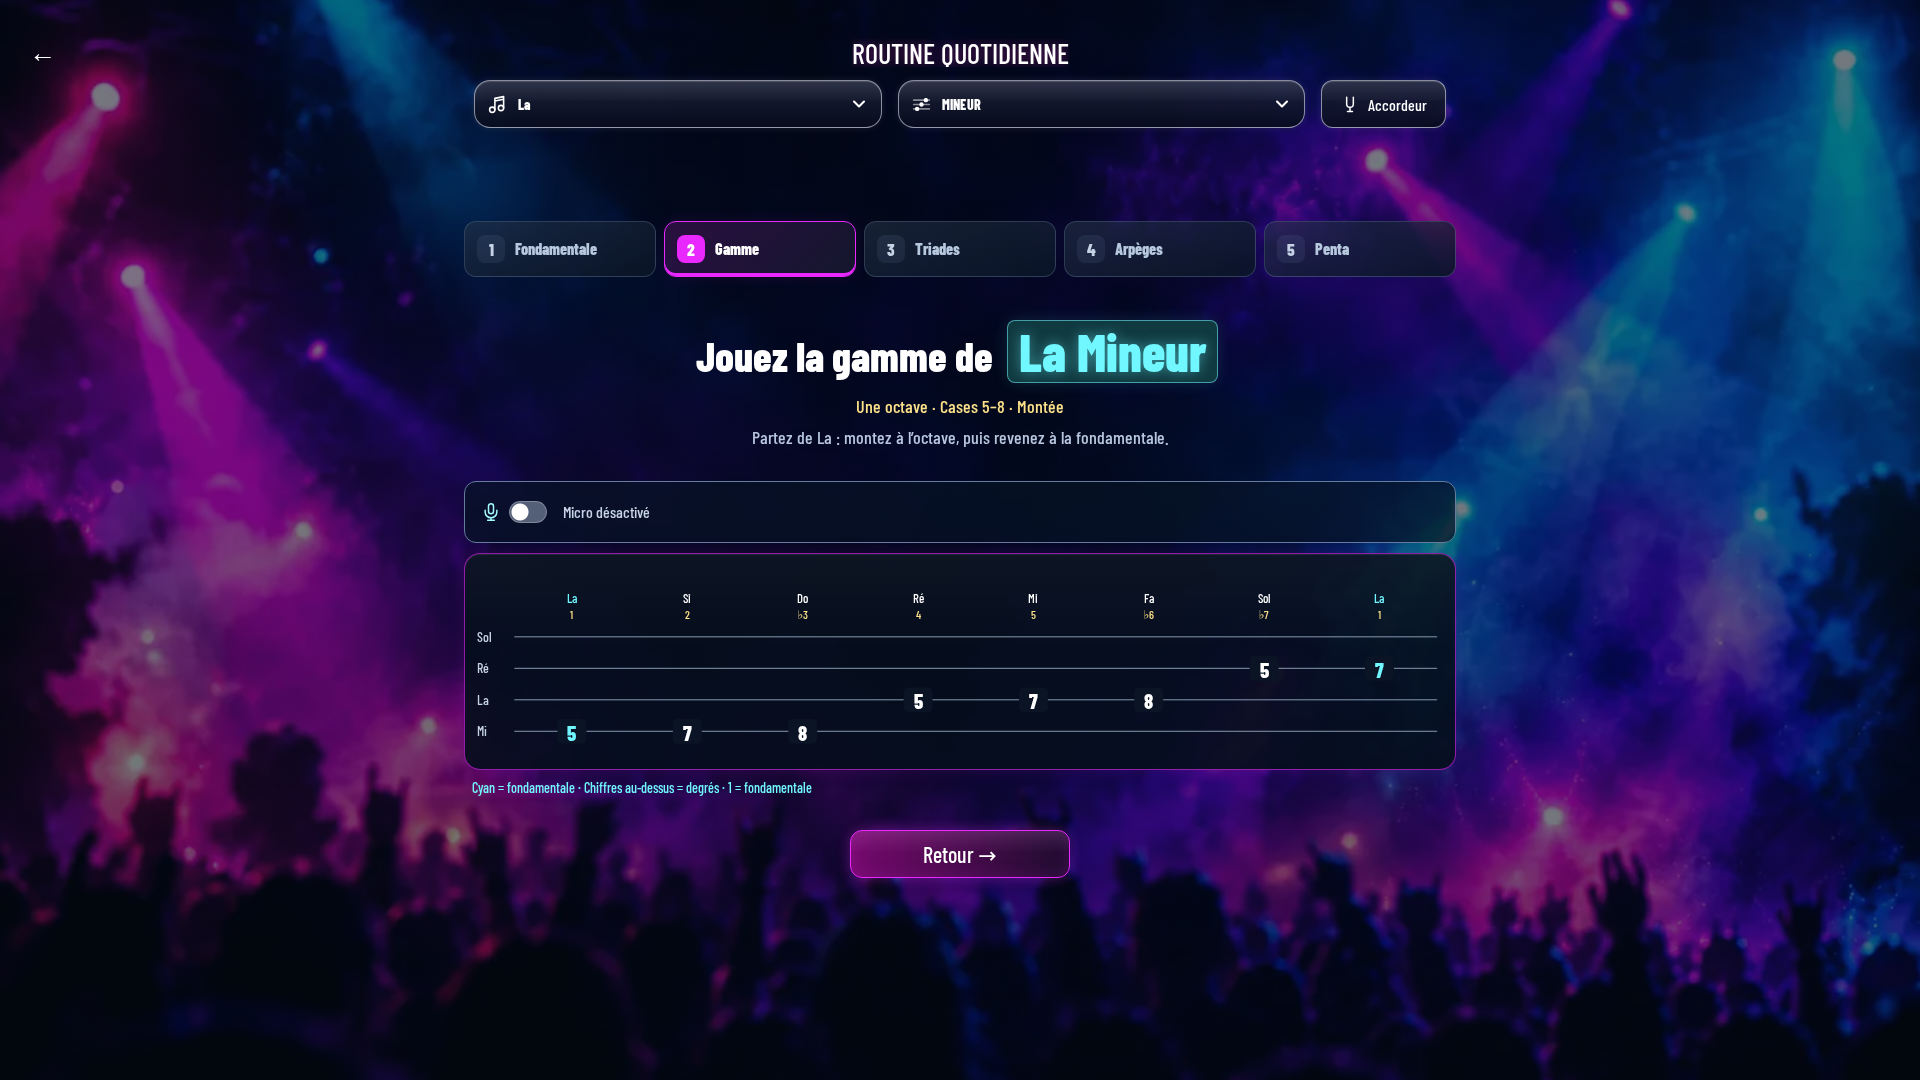 ←
ROUTINE QUOTIDIENNE
La
MINEUR
Accordeur
1 Fondamentale
2 Gamme
3 Triades
4 Arpèges
5 Penta
Jouez la gamme de La Mineur
Une octave · Cases 5–8 · Montée
Partez de La : montez à l’octave, puis revenez à la fondamentale.
Micro désactivé
La Si Do Ré Mi Fa Sol La
1 2 ♭3 4 5 ♭6 ♭7 1
Sol
Ré 5 7
La 5 7 8
Mi 5 7 8
Cyan = fondamentale · Chiffres au-dessus = degrés · 1 = fondamentale
Retour →